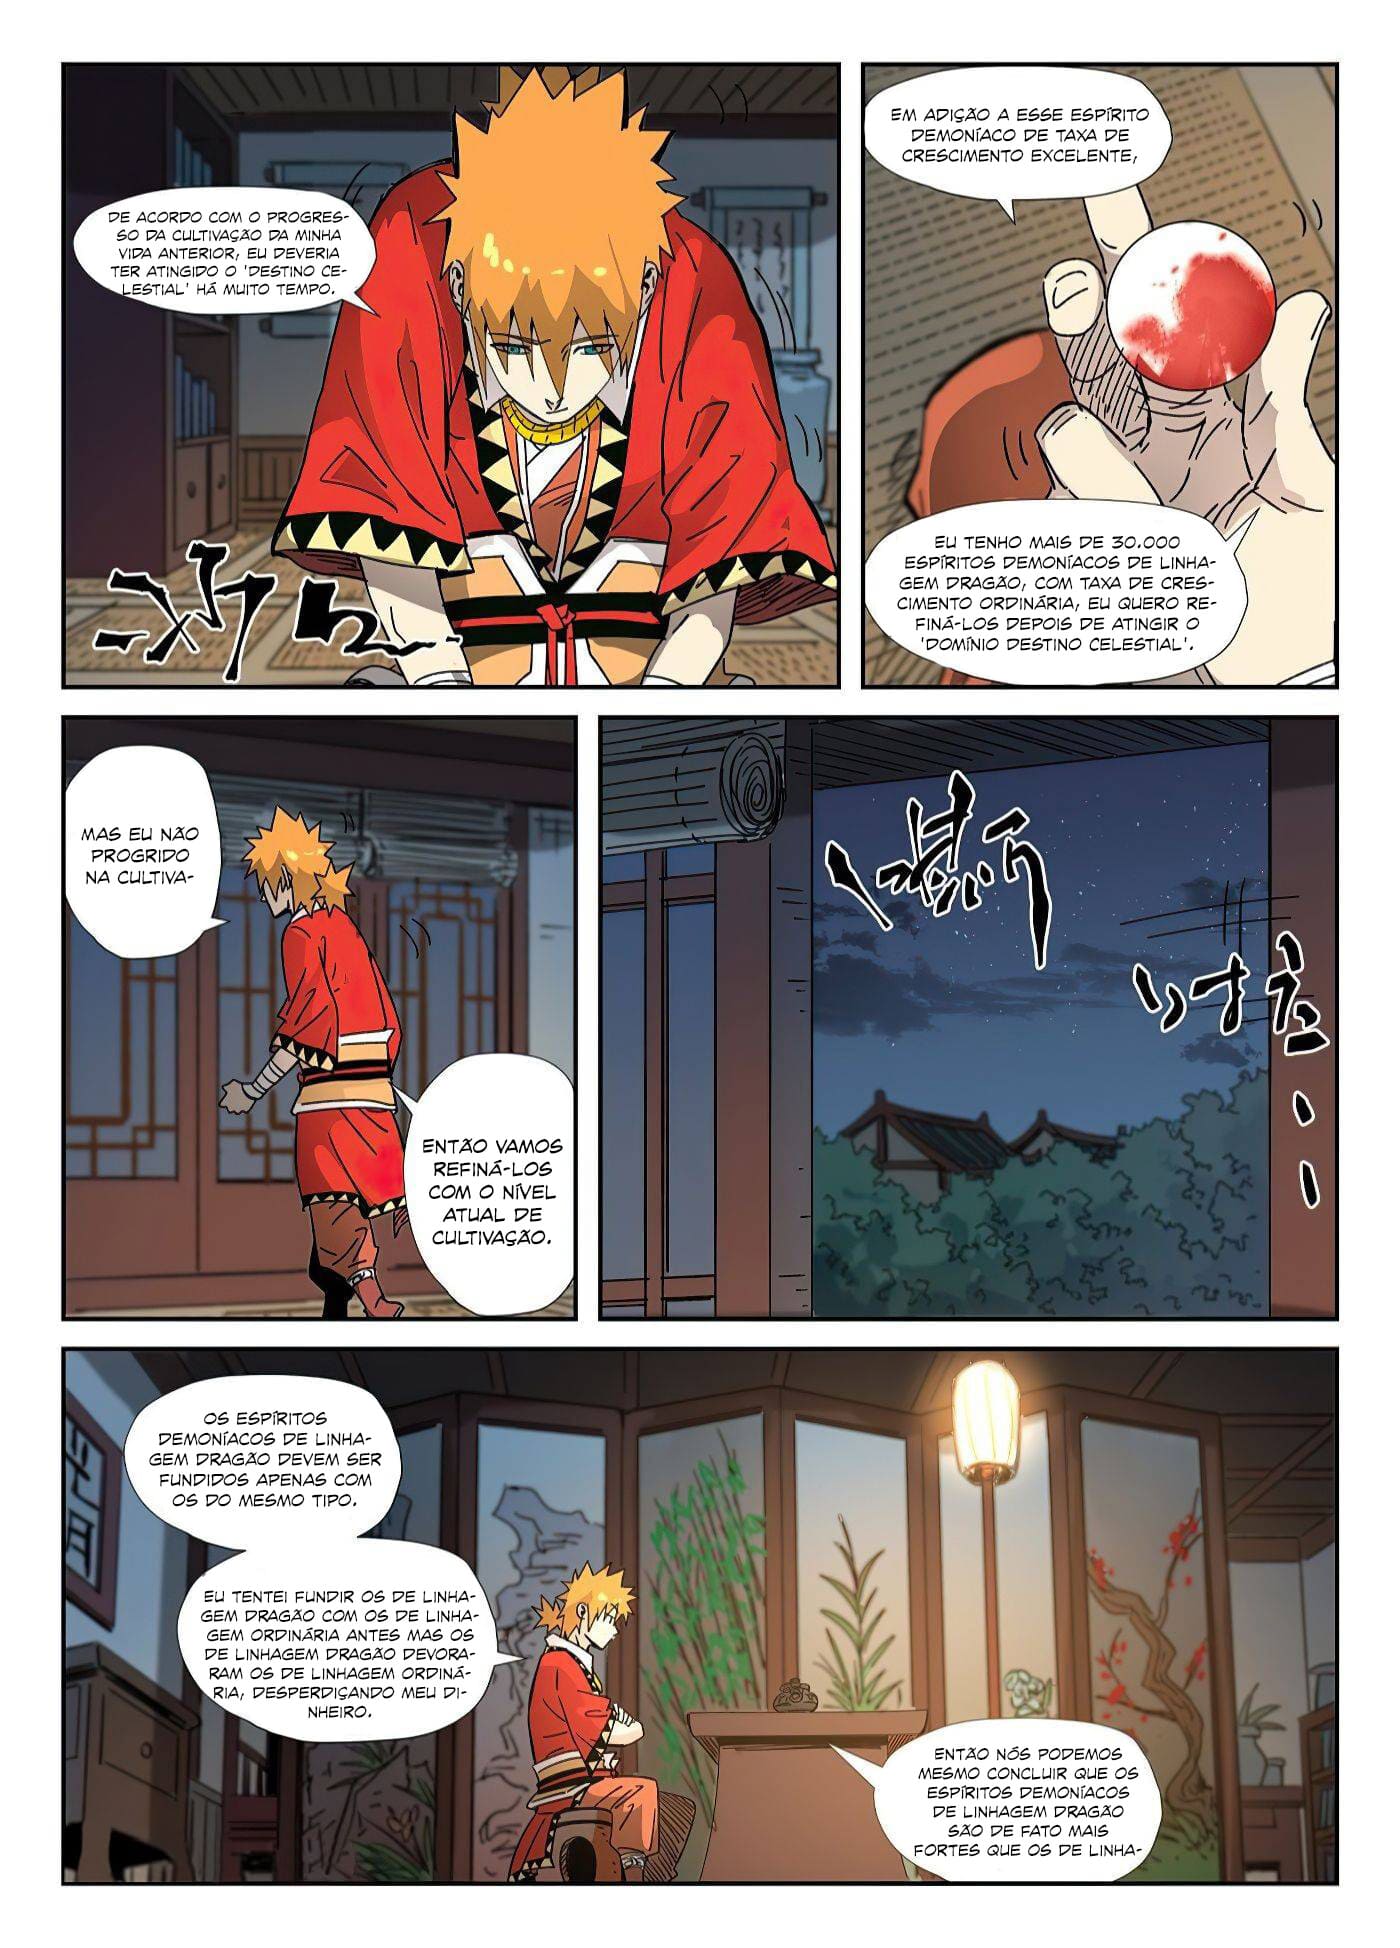 DE ACORDO COM O PROGRES-
SO DA CULTIVAÇÃO DA MINHA
VIDA ANTERIOR, EU DEVERIA
TER ATINGIDO O 'DESTINO CE-
LESTIAL' HÁ MUITO TEMPO.
EM ADIÇÃO A ESSE ESPÍRITO
DEMONÍACO DE TAXA DE
CRESCIMENTO EXCELENTE,
EU TENHO MAIS DE 30.000
ESPÍRITOS DEMONÍACOS DE LINHA-
GEM DRAGÃO, COM TAXA DE CRES-
CIMENTO ORDINÁRIA, EU QUERO RE-
FINÁ-LOS DEPOIS DE ATINGIR O
'DOMÍNIO DESTINO CELESTIAL'.
MAS EU NÃO
PROGRIDO
NA CULTIVA-
ENTÃO VAMOS
REFINÁ-LOS
COM O NÍVEL
ATUAL DE
CULTIVAÇÃO.
OS ESPÍRITOS
DEMONÍACOS DE LINHA-
GEM DRAGÃO DEVEM SER
FUNDIDOS APENAS COM
OS DO MESMO TIPO.
EU TENTEI FUNDIR OS DE LINHA-
GEM DRAGÃO COM OS DE LINHA-
GEM ORDINÁRIA ANTES MAS OS
DE LINHAGEM DRAGÃO DEVORA-
RAM OS DE LINHAGEM ORDINÁ-
RIA, DESPERDIÇANDO MEU DI-
NHEIRO.
ENTÃO NÓS PODEMOS
MESMO CONCLUIR QUE OS
ESPÍRITOS DEMONÍACOS
DE LINHAGEM DRAGÃO
SÃO DE FATO MAIS
FORTES QUE OS DE LINHA-